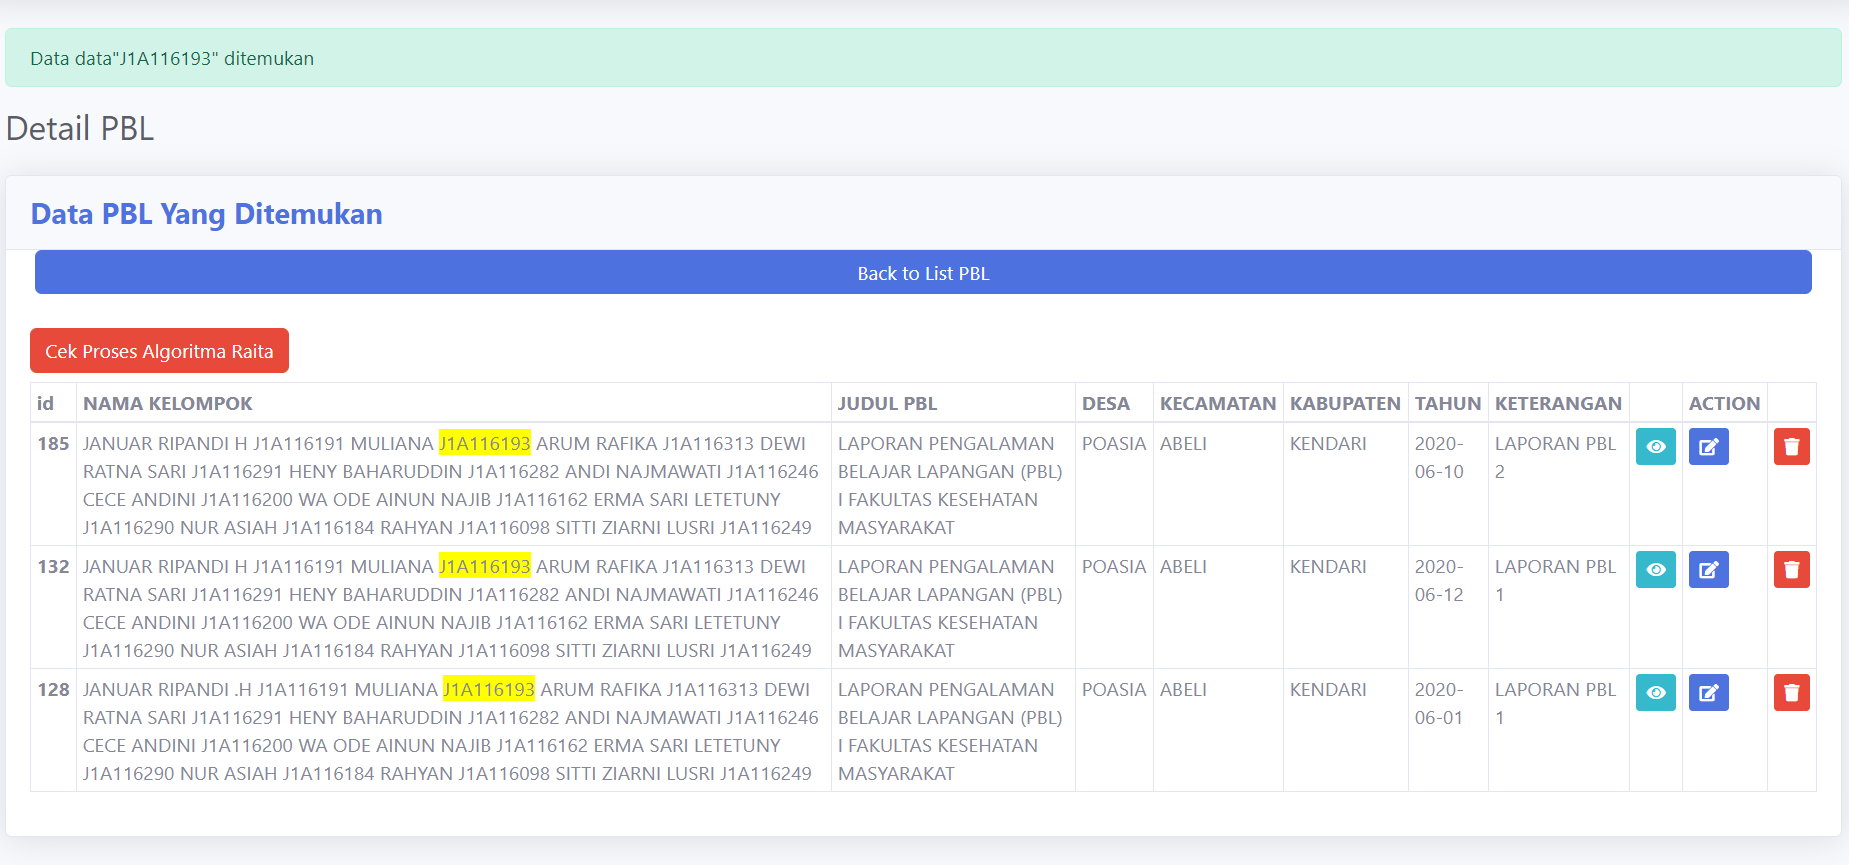 Data data"J1A116193" ditemukan
Detail PBL
Data PBL Yang Ditemukan
Back to List PBL
Cek Proses Algoritma Raita
id NAMA KELOMPOK JUDUL PBL DESA KECAMATAN KABUPATEN TAHUN KETERANGAN ACTION
185 JANUAR RIPANDI H J1A116191 MULIANA J1A116193 ARUM RAFIKA J1A116313 DEWI LAPORAN PENGALAMAN POASIA ABELI KENDARI 2020- LAPORAN PBL
RATNA SARI J1A116291 HENY BAHARUDDIN J1A116282 ANDI NAJMAWATI J1A116246 BELAJAR LAPANGAN (PBL) 06-10 2
CECE ANDINI J1A116200 WA ODE AINUN NAJIB J1A116162 ERMA SARI LETETUNY I FAKULTAS KESEHATAN
J1A116290 NUR ASIAH J1A116184 RAHYAN J1A116098 SITTI ZIARNI LUSRI J1A116249 MASYARAKAT
132 JANUAR RIPANDI H J1A116191 MULIANA J1A116193 ARUM RAFIKA J1A116313 DEWI LAPORAN PENGALAMAN POASIA ABELI KENDARI 2020- LAPORAN PBL
RATNA SARI J1A116291 HENY BAHARUDDIN J1A116282 ANDI NAJMAWATI J1A116246 BELAJAR LAPANGAN (PBL) 06-12 1
CECE ANDINI J1A116200 WA ODE AINUN NAJIB J1A116162 ERMA SARI LETETUNY I FAKULTAS KESEHATAN
J1A116290 NUR ASIAH J1A116184 RAHYAN J1A116098 SITTI ZIARNI LUSRI J1A116249 MASYARAKAT
128 JANUAR RIPANDI .H J1A116191 MULIANA J1A116193 ARUM RAFIKA J1A116313 DEWI LAPORAN PENGALAMAN POASIA ABELI KENDARI 2020- LAPORAN PBL
RATNA SARI J1A116291 HENY BAHARUDDIN J1A116282 ANDI NAJMAWATI J1A116246 BELAJAR LAPANGAN (PBL) 06-01 1
CECE ANDINI J1A116200 WA ODE AINUN NAJIB J1A116162 ERMA SARI LETETUNY I FAKULTAS KESEHATAN
J1A116290 NUR ASIAH J1A116184 RAHYAN J1A116098 SITTI ZIARNI LUSRI J1A116249 MASYARAKAT